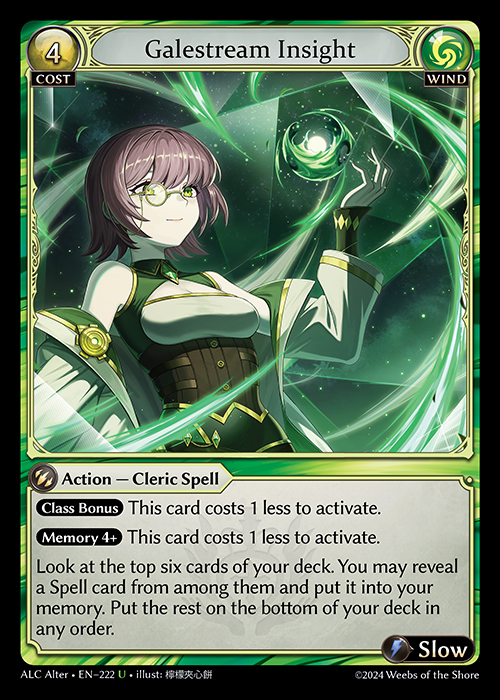 4
COST
Galestream Insight
WIND
Action — Cleric Spell
Class Bonus This card costs 1 less to activate.
Memory 4+ This card costs 1 less to activate.
Look at the top six cards of your deck. You may reveal
a Spell card from among them and put it into your
memory. Put the rest on the bottom of your deck in
any order.
Slow
ALC Alter • EN-222 U • illust: 檸檬夾心餅
©2024 Weebs of the Shore